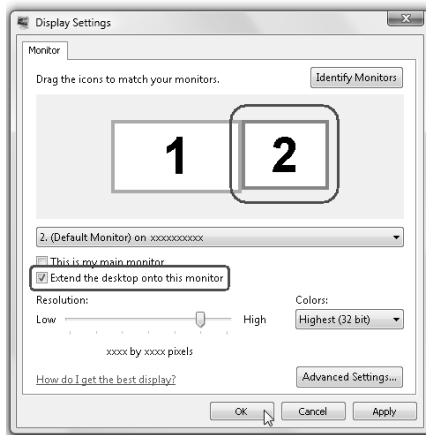 Display Settings
Monitor
Drag the icons to match your monitors.
Identify Monitors
1
2
2. (Default Monitor) on xxxxxxxxxx
This is my main monitor
Extend the desktop onto this monitor
Resolution:
Colors:
Low
High
Highest (32 bit)
xxxx by xxxx pixels
How do I get the best display?
Advanced Settings...
OK
Cancel
Apply